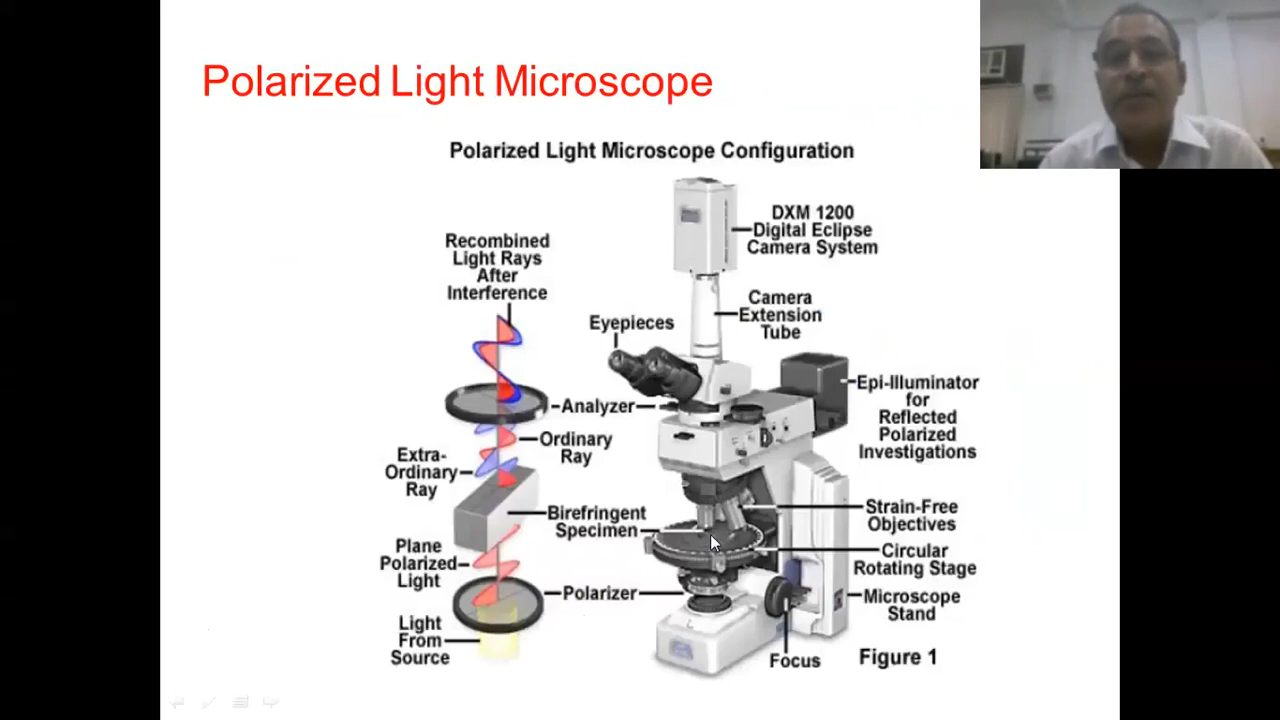 Polarized Light Microscope
Polarized Light Microscope Configuration
DXM 1200
Digital Eclipse
Camera System
Recombined
Light Rays
After
Interference
Eyepieces
Camera
Extension
Tube
Epi-Illuminator
for
Reflected
Polarized
Investigations
Analyzer
Ordinary
Ray
Extra-
Ordinary
Ray
Birefringent
Specimen
Strain-Free
Objectives
Plane
Polarized
Light
Circular
Rotating Stage
Polarizer
Microscope
Stand
Light
From
Source
Focus
Figure 1